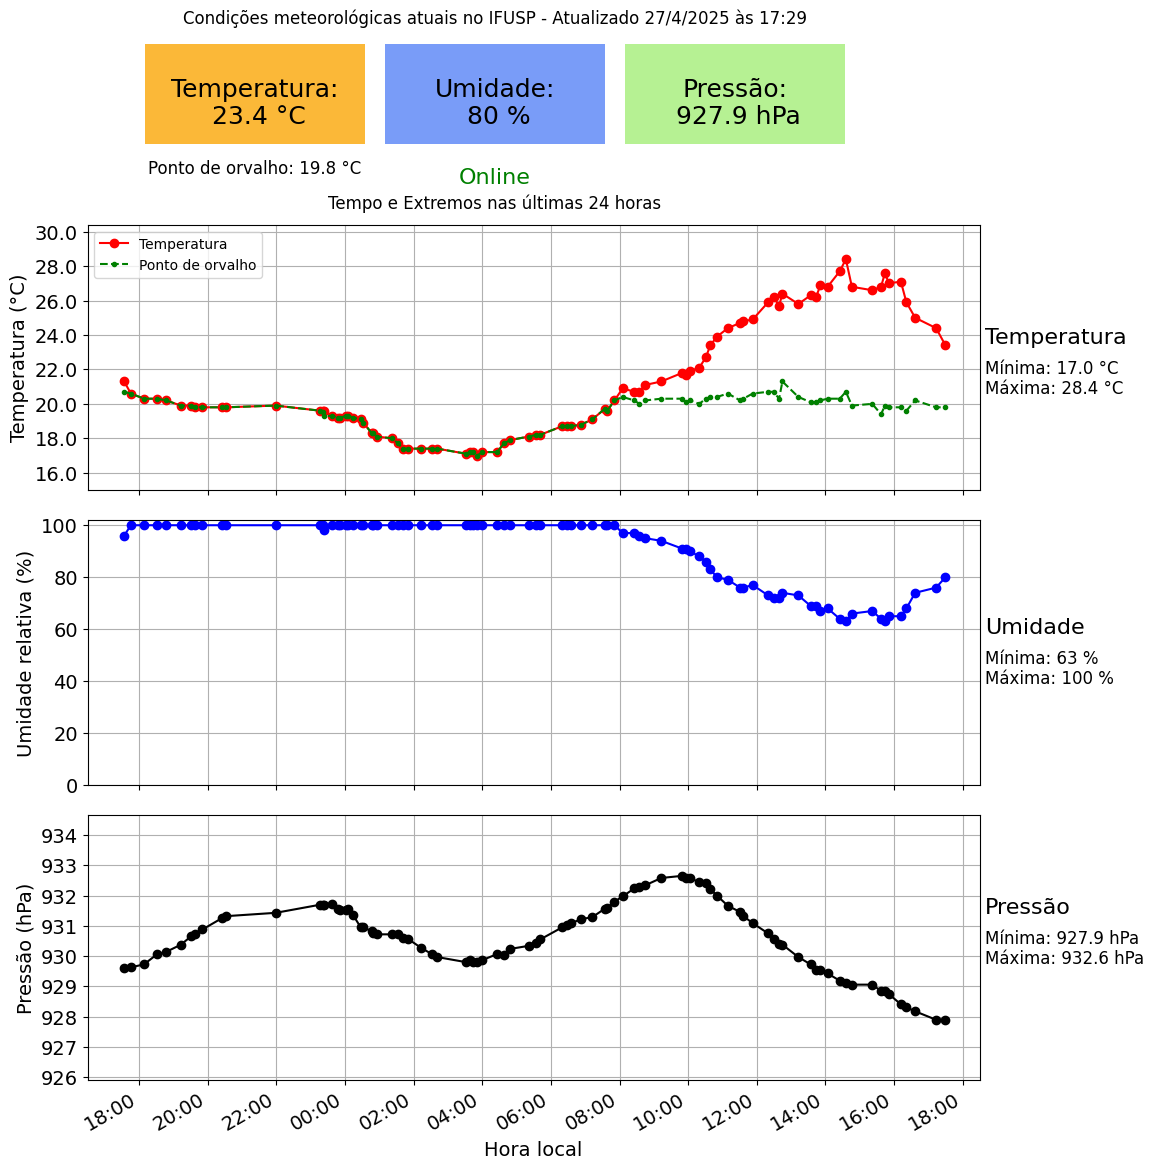 Condições meteorológicas atuais no IFUSP - Atualizado 27/4/2025 às 17:29
Temperatura:
23.4 °C
Umidade:
80 %
Pressão:
927.9 hPa
Ponto de orvalho: 19.8 °C
Online
Tempo e Extremos nas últimas 24 horas
Temperatura (°C)
30.0
28.0
26.0
24.0
22.0
20.0
18.0
16.0
Temperatura
Ponto de orvalho
Temperatura
Mínima: 17.0 °C
Máxima: 28.4 °C
Umidade relativa (%)
100
80
60
40
20
0
Umidade
Mínima: 63 %
Máxima: 100 %
Pressão (hPa)
934
933
932
931
930
929
928
927
926
Pressão
Mínima: 927.9 hPa
Máxima: 932.6 hPa
18:00 20:00 22:00 00:00 02:00 04:00 06:00 08:00 10:00 12:00 14:00 16:00 18:00
Hora local